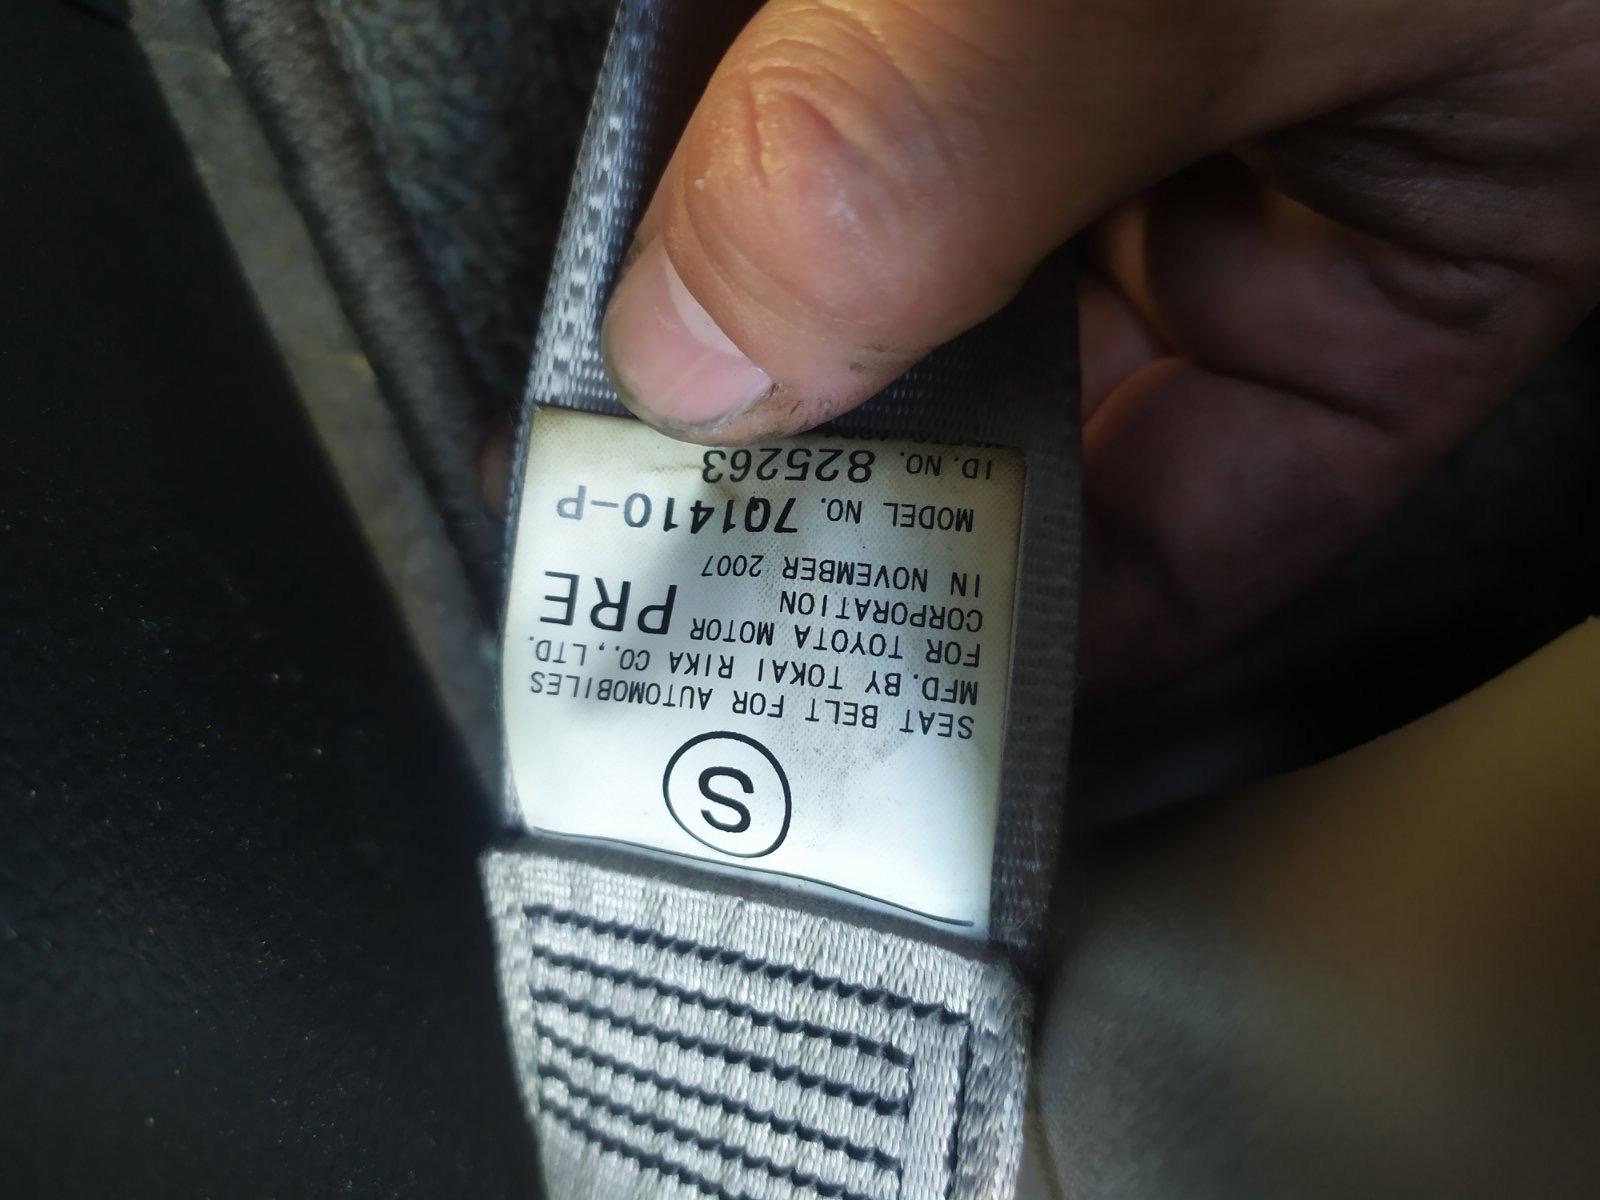 S
SEAT BELT FOR AUTOMOBILES
MFD. BY TOKAI RIKA CO., LTD.
FOR TOYOTA MOTOR PRE
CORPORATION
IN NOVEMBER 2007
MODEL NO. 7Q1410-P
ID. NO. 825263